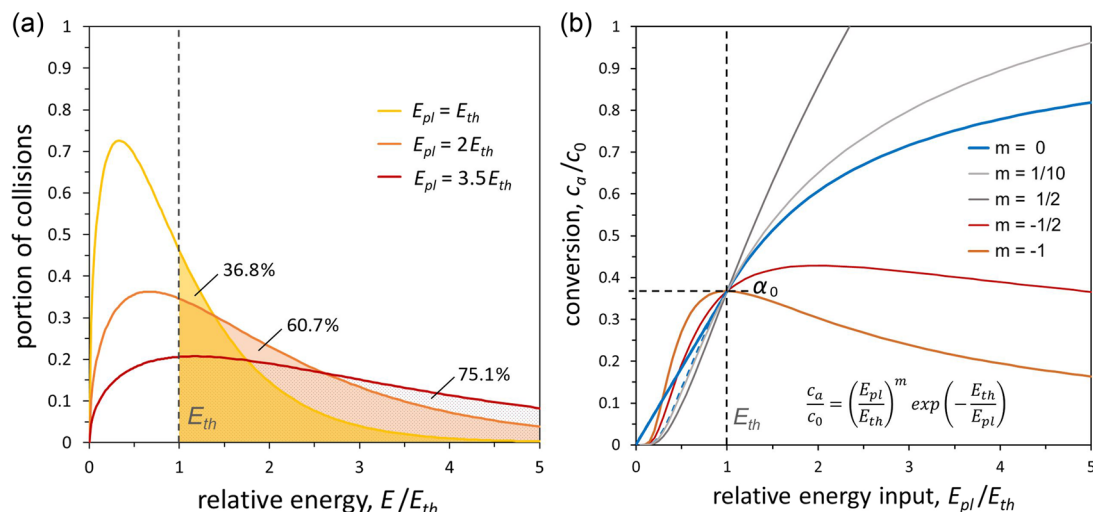 (a)
portion of collisions
1
0.9
0.8
0.7
0.6
0.5
0.4
0.3
0.2
0.1
0
E_pl = E_th
E_pl = 2E_th
E_pl = 3.5E_th
36.8%
60.7%
75.1%
E_th
0 1 2 3 4 5
relative energy, E/E_th
(b)
conversion, c_a/c_0
1
0.9
0.8
0.7
0.6
0.5
0.4
0.3
0.2
0.1
0
m = 0
m = 1/10
m = 1/2
m = -1/2
m = -1
α_0
c_a/c_0 = (E_pl/E_th)^m exp(-E_th/E_pl)
E_th
0 1 2 3 4 5
relative energy input, E_pl/E_th